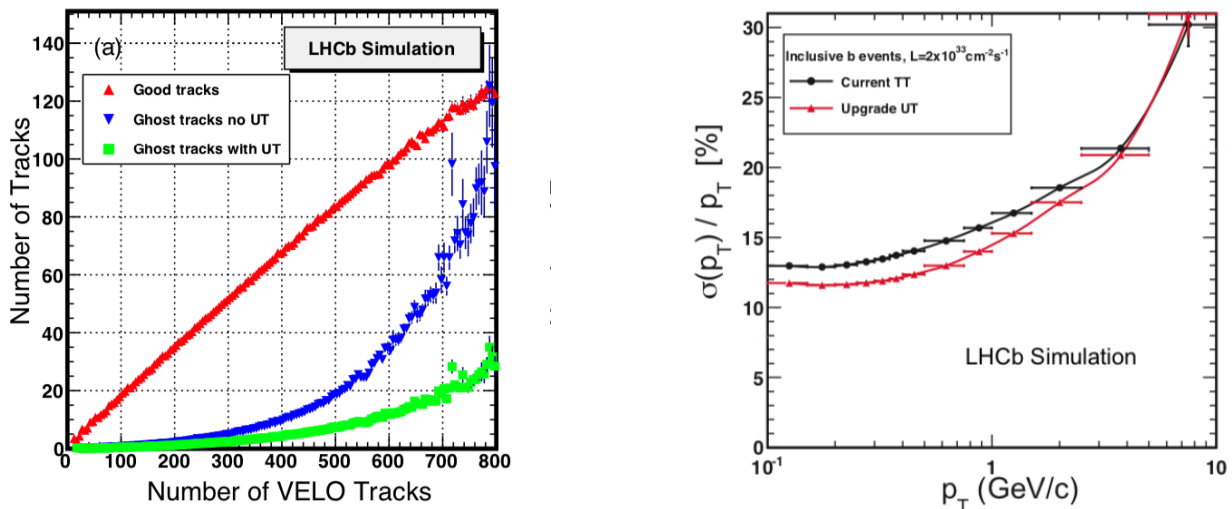 (a)
LHCb Simulation
Good tracks
Ghost tracks no UT
Ghost tracks with UT
Number of Tracks
140
120
100
80
60
40
20
0
0 100 200 300 400 500 600 700 800
Number of VELO Tracks
Inclusive b events, L=2x10³³cm⁻²s⁻¹
Current TT
Upgrade UT
σ(p_T) / p_T [%]
30
25
20
15
10
5
0
LHCb Simulation
10⁻¹ 1 10
p_T (GeV/c)